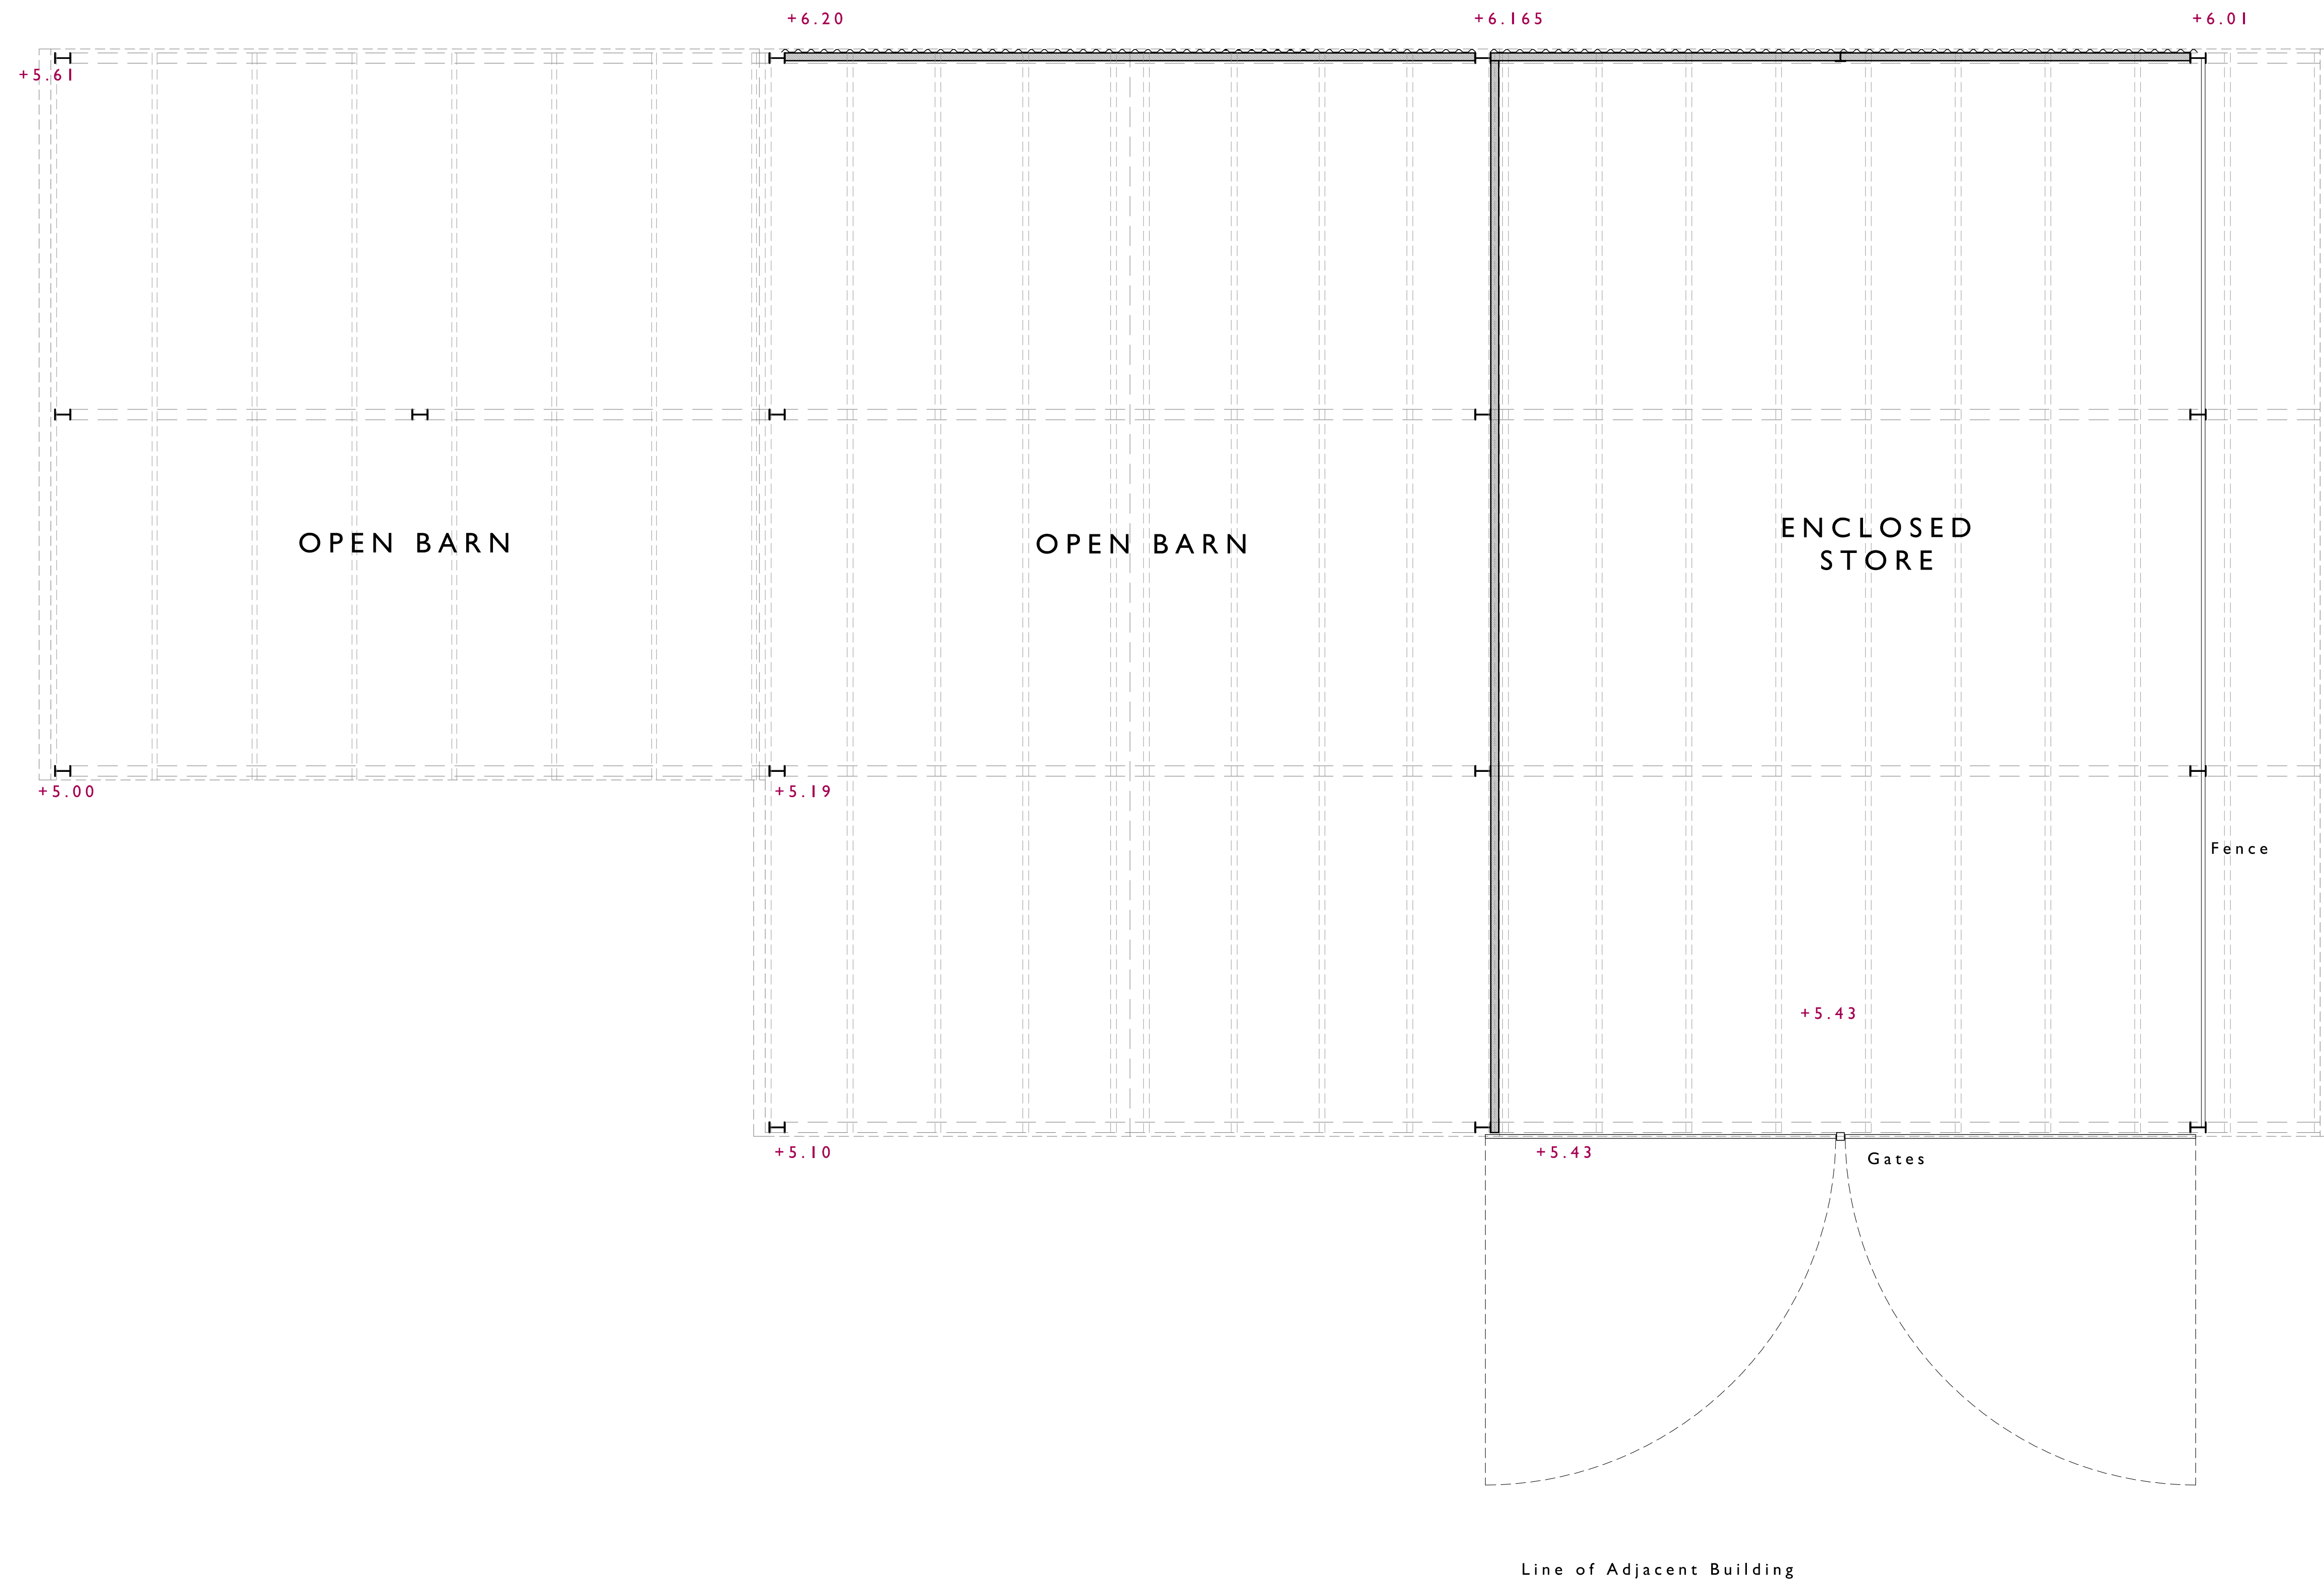 +6.20
+6.165
+6.01
+5.61
OPEN BARN
OPEN BARN
ENCLOSED
STORE
+5.00
+5.19
Fence
+5.43
+5.10
+5.43
Gates
Line of Adjacent Building